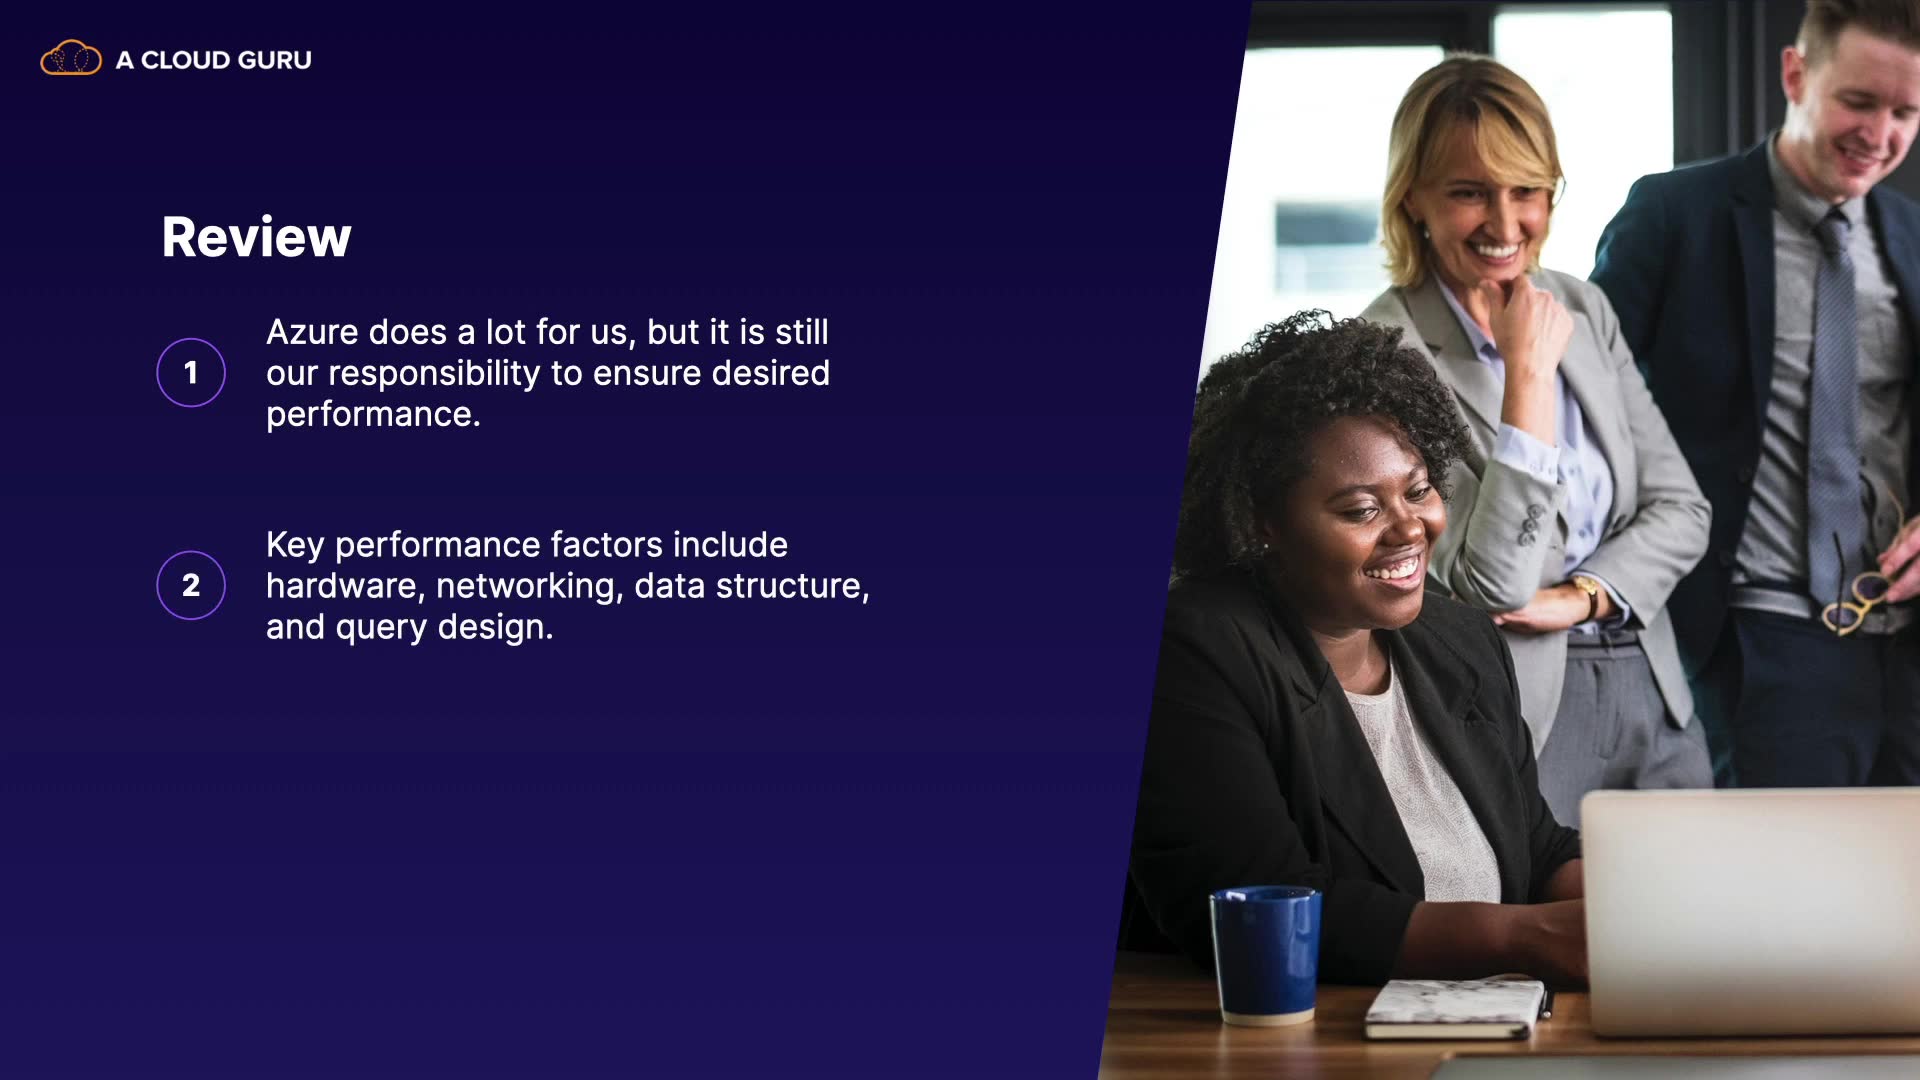 A CLOUD GURU
Review
1
Azure does a lot for us, but it is still
our responsibility to ensure desired
performance.
2
Key performance factors include
hardware, networking, data structure,
and query design.